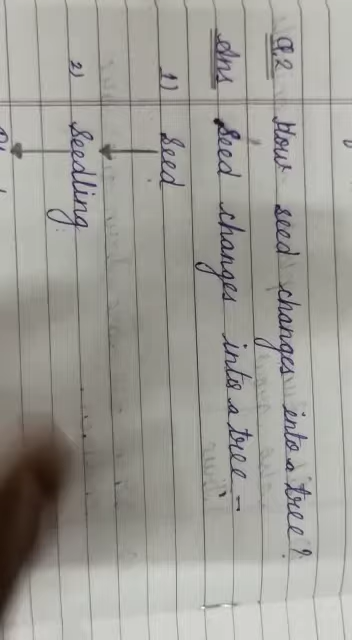 Q.2 How seed changes into a tree?
Ans Seed changes into a tree -
1) Seed
2) Seedling